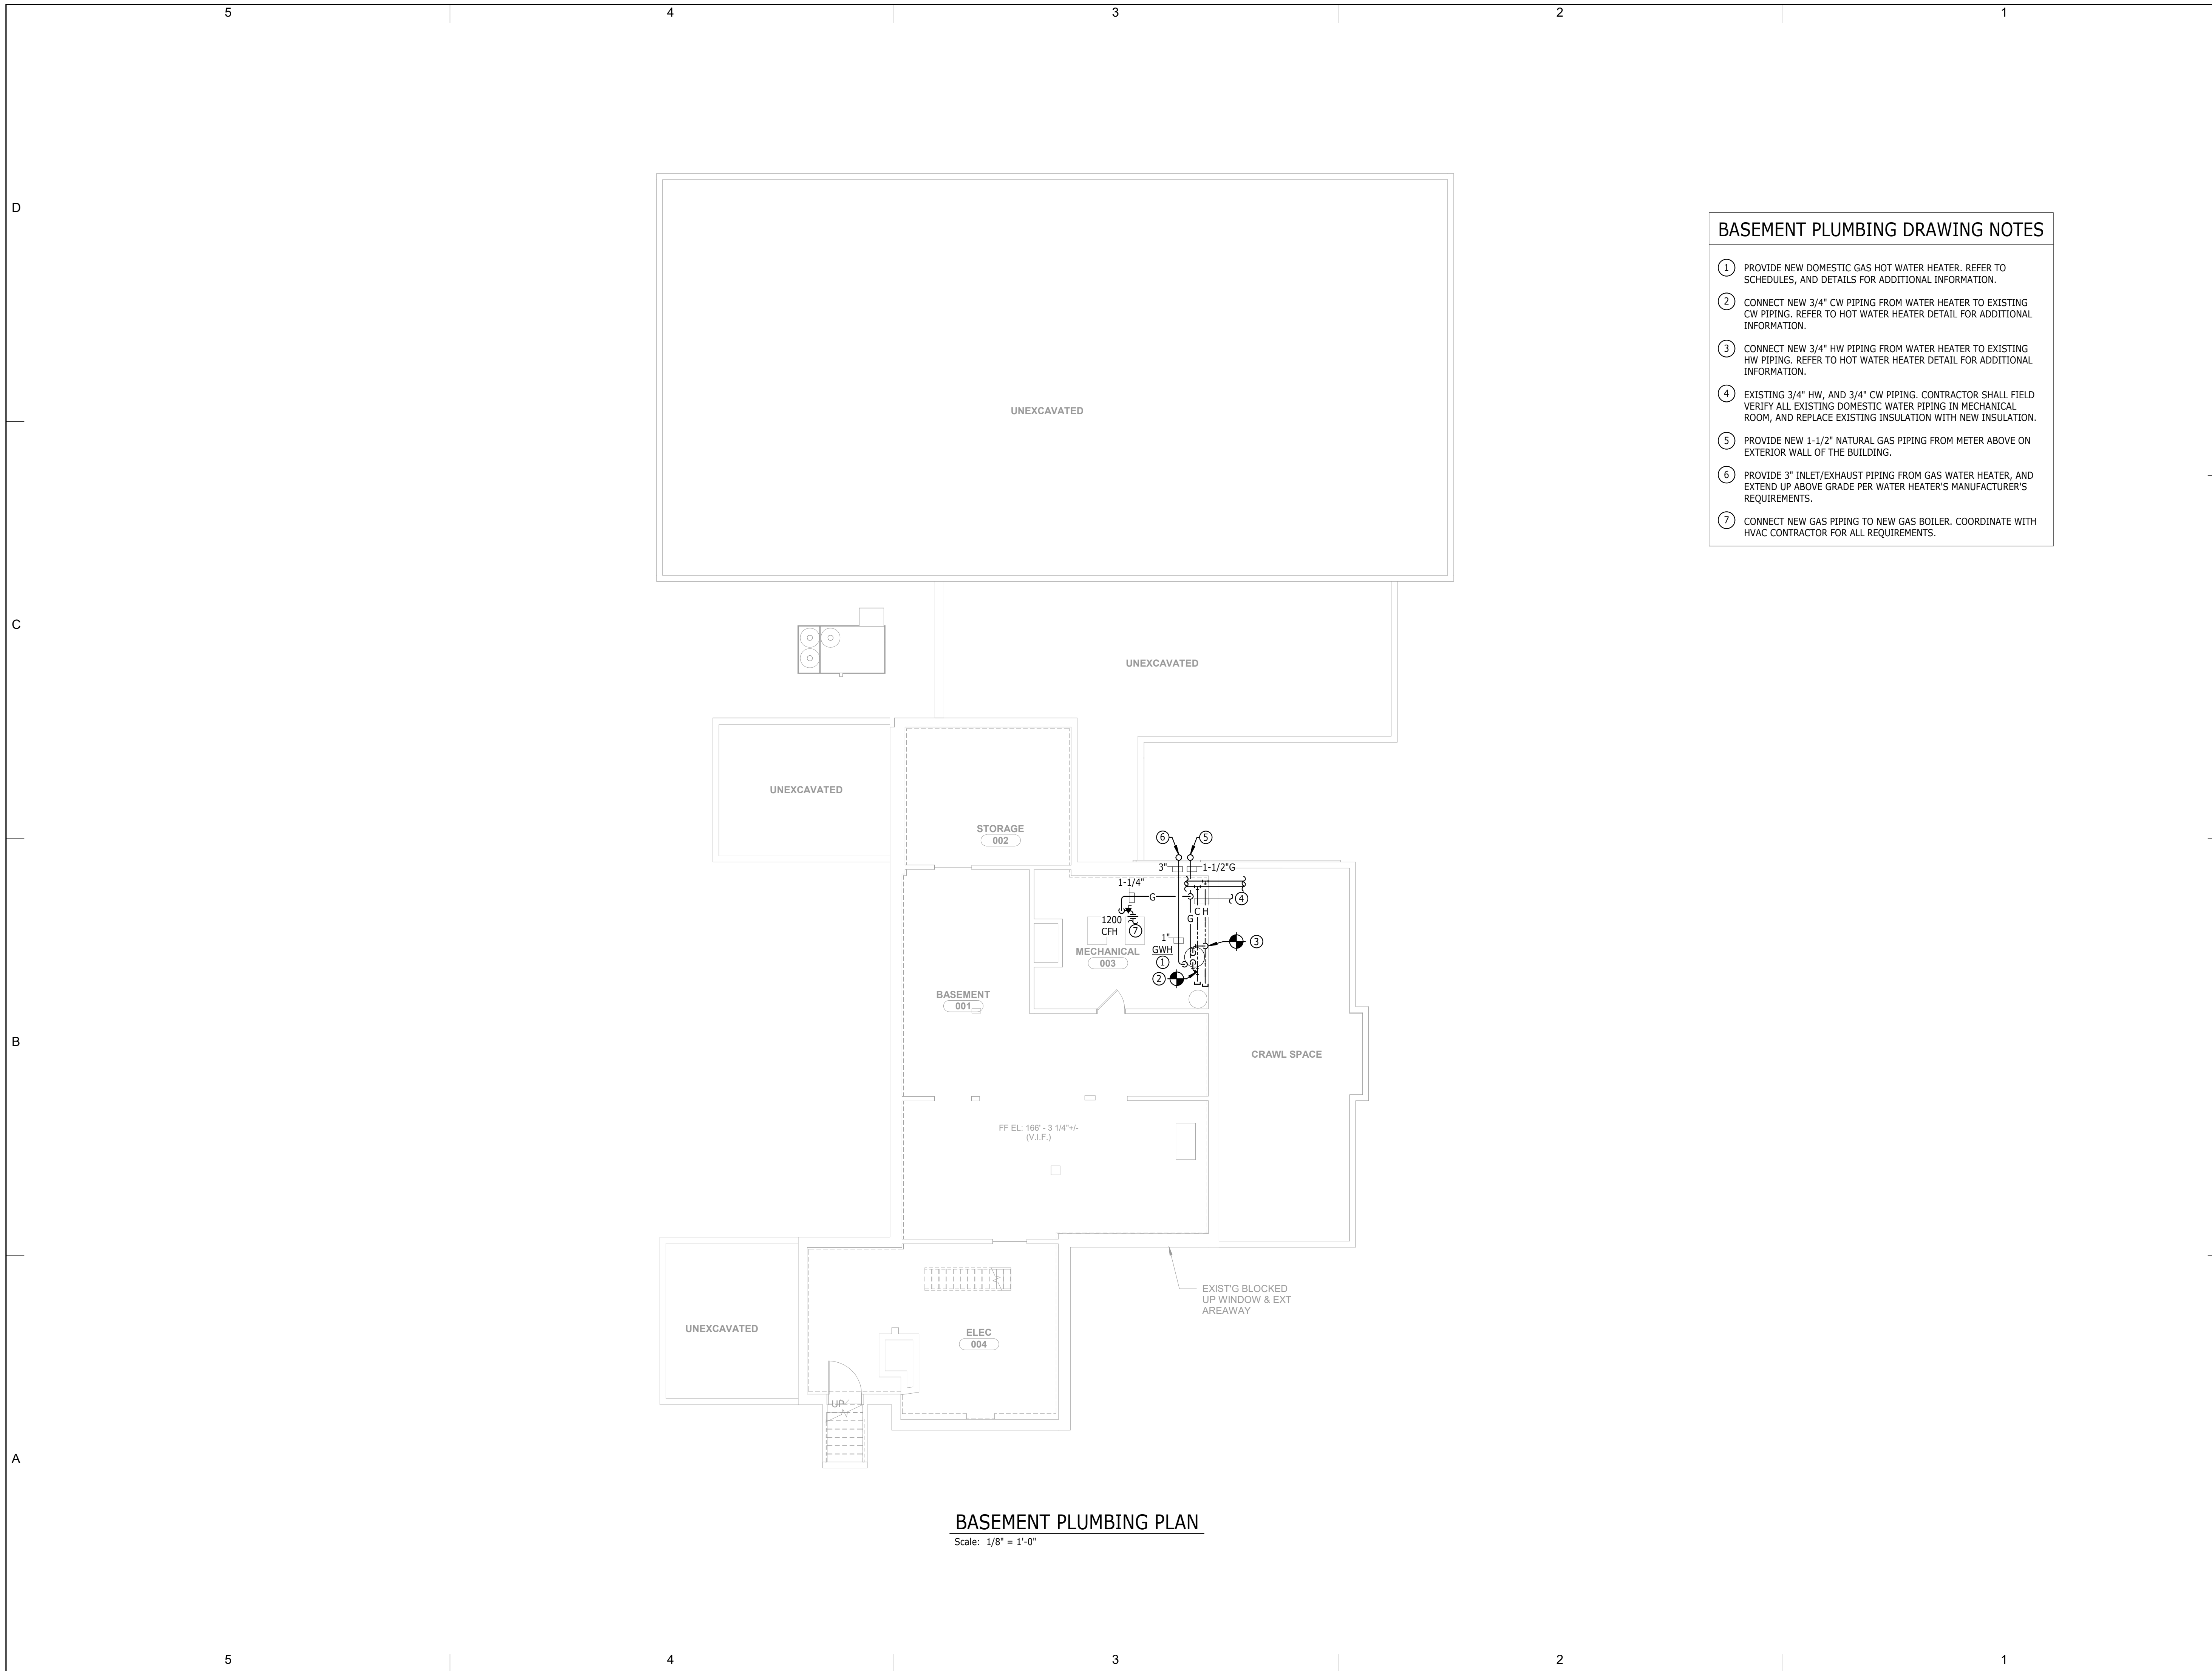 5 4 3 2 1
D
BASEMENT PLUMBING DRAWING NOTES
1 PROVIDE NEW DOMESTIC GAS HOT WATER HEATER. REFER TO
SCHEDULES, AND DETAILS FOR ADDITIONAL INFORMATION.
2 CONNECT NEW 3/4" CW PIPING FROM WATER HEATER TO EXISTING
CW PIPING. REFER TO HOT WATER HEATER DETAIL FOR ADDITIONAL
INFORMATION.
3 CONNECT NEW 3/4" HW PIPING FROM WATER HEATER TO EXISTING
HW PIPING. REFER TO HOT WATER HEATER DETAIL FOR ADDITIONAL
INFORMATION.
4 EXISTING 3/4" HW, AND 3/4" CW PIPING. CONTRACTOR SHALL FIELD
VERIFY ALL EXISTING DOMESTIC WATER PIPING IN MECHANICAL
ROOM, AND REPLACE EXISTING INSULATION WITH NEW INSULATION.
5 PROVIDE NEW 1-1/2" NATURAL GAS PIPING FROM METER ABOVE ON
EXTERIOR WALL OF THE BUILDING.
6 PROVIDE 3" INLET/EXHAUST PIPING FROM GAS WATER HEATER, AND
EXTEND UP ABOVE GRADE PER WATER HEATER'S MANUFACTURER'S
REQUIREMENTS.
7 CONNECT NEW GAS PIPING TO NEW GAS BOILER. COORDINATE WITH
HVAC CONTRACTOR FOR ALL REQUIREMENTS.
UNEXCAVATED
C
UNEXCAVATED
UNEXCAVATED
STORAGE
002
6 5
3" 1-1/2"G
1-1/4"
G
4
C H
G
1200
CFH
7
1"
3
GWH
1
MECHANICAL
003
2
BASEMENT
001
B
CRAWL SPACE
FF EL: 166' - 3 1/4"+/-
(V.I.F.)
EXIST'G BLOCKED
UP WINDOW & EXT
AREAWAY
UNEXCAVATED
ELEC
004
UP
A
BASEMENT PLUMBING PLAN
Scale: 1/8" = 1'-0"
5 4 3 2 1